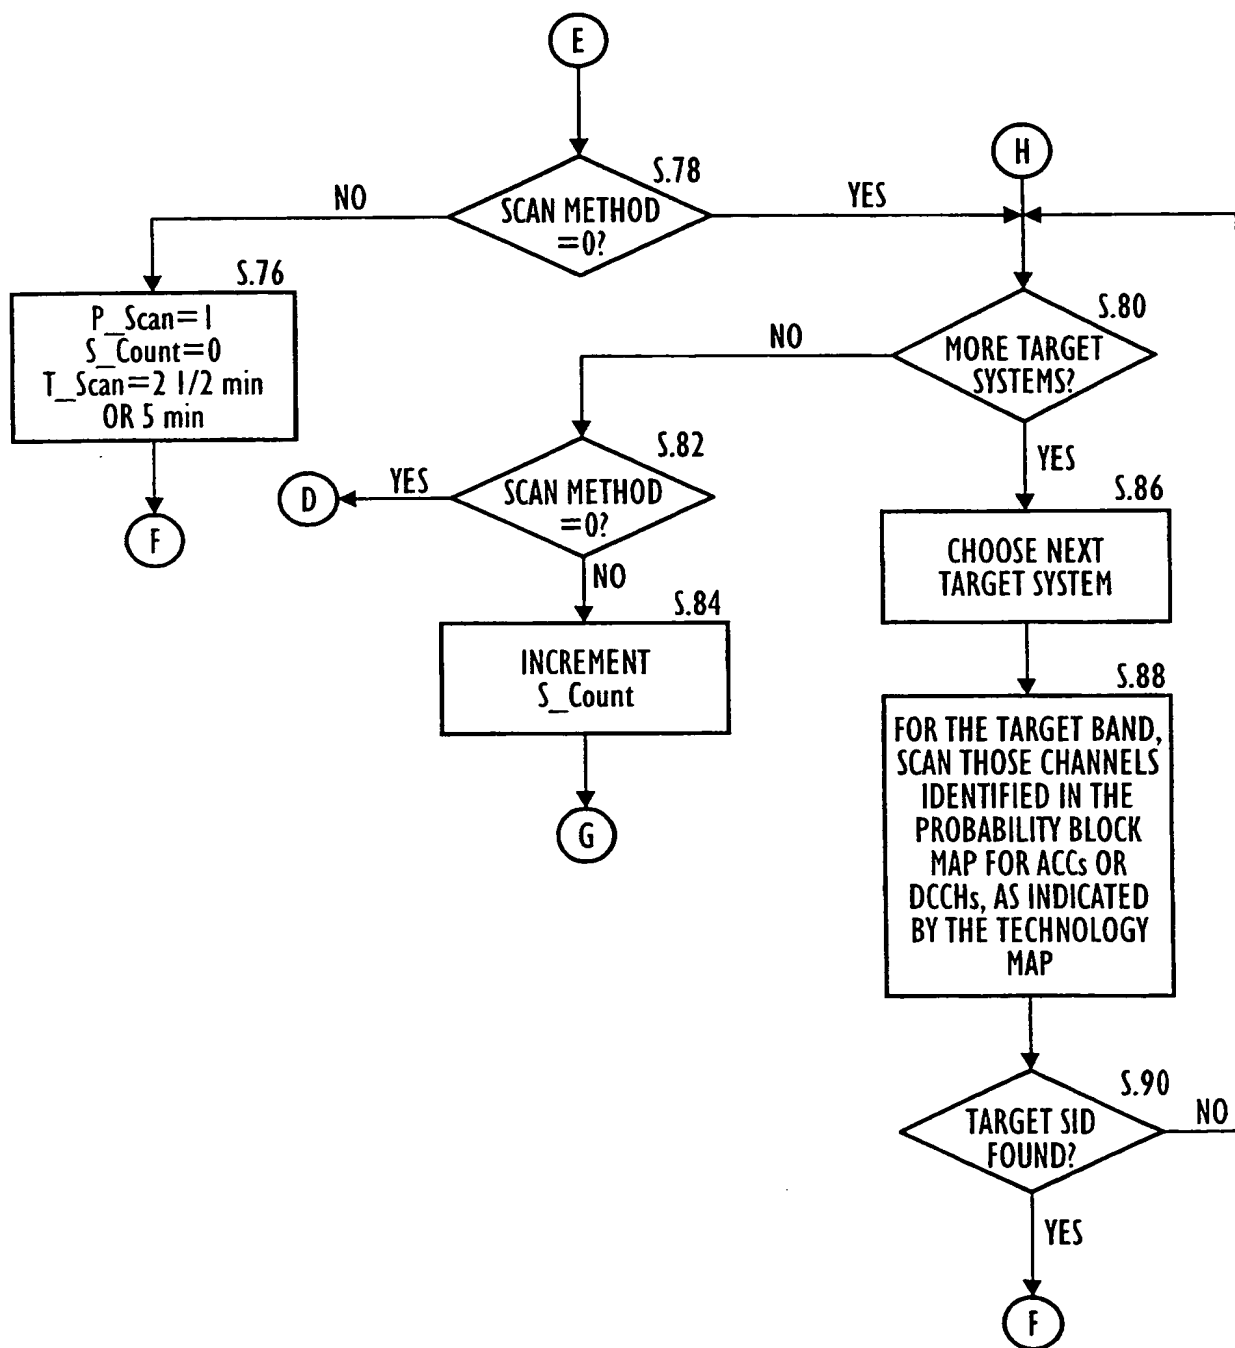 E
H
S.78
NO
SCAN METHOD
=0?
YES
S.76
P_Scan=1
S_Count=0
T_Scan=2 1/2 min
OR 5 min
F
S.80
NO
MORE TARGET
SYSTEMS?
YES
S.82
D
YES
SCAN METHOD
=0?
NO
S.84
INCREMENT
S_Count
G
S.86
CHOOSE NEXT
TARGET SYSTEM
S.88
FOR THE TARGET BAND,
SCAN THOSE CHANNELS
IDENTIFIED IN THE
PROBABILITY BLOCK
MAP FOR ACCs OR
DCCHs, AS INDICATED
BY THE TECHNOLOGY
MAP
S.90
TARGET SID
FOUND?
NO
YES
F